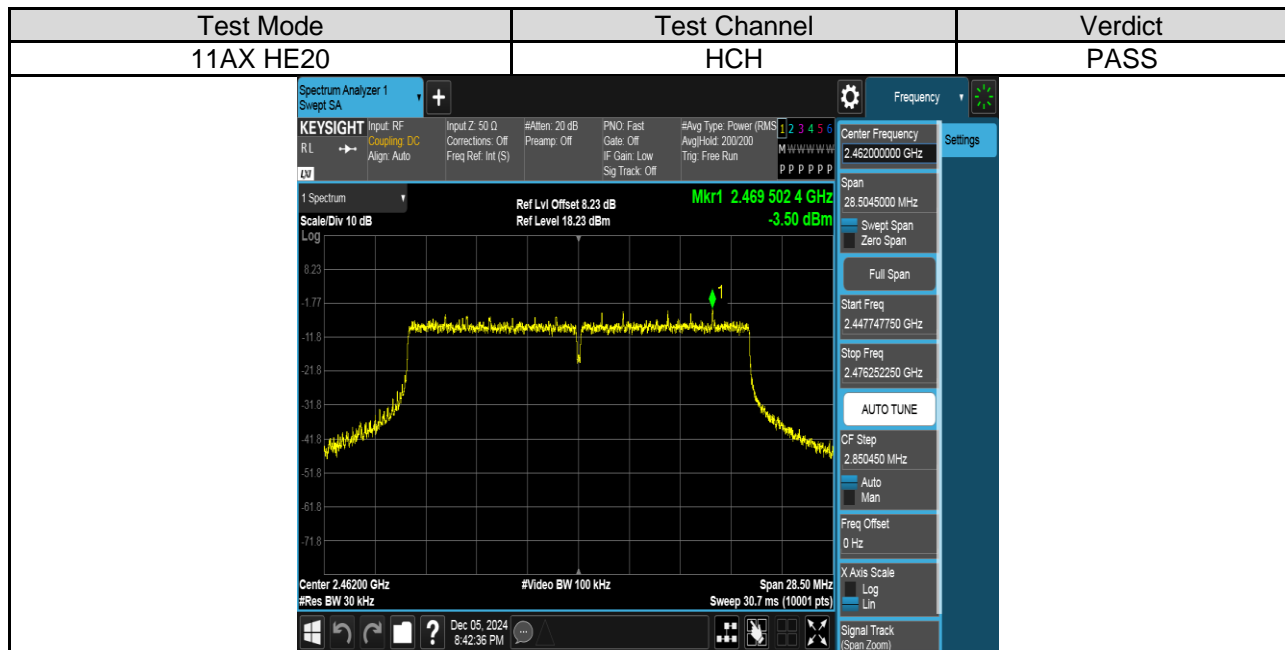 Test Mode Test Channel Verdict
11AX HE20 HCH PASS
Spectrum Analyzer 1
Swept SA
+
Frequency
KEYSIGHT
RL
LXI
Input: RF
Coupling: DC
Align: Auto
Input Z: 50 Ω
Corrections: Off
Freq Ref: Int (S)
#Atten: 20 dB
Preamp: Off
PNO: Fast
Gate: Off
IF Gain: Low
Sig Track: Off
#Avg Type: Power (RMS
Avg|Hold: 200/200
Trig: Free Run
1 2 3 4 5 6
M W W W W W
P P P P P P
Settings
1 Spectrum
Scale/Div 10 dB
Ref Lvl Offset 8.23 dB
Ref Level 18.23 dBm
Mkr1 2.469 502 4 GHz
-3.50 dBm
Log
8.23
-1.77
-11.8
-21.8
-31.8
-41.8
-51.8
-61.8
-71.8
1
Center 2.46200 GHz
#Res BW 30 kHz
#Video BW 100 kHz
Span 28.50 MHz
Sweep 30.7 ms (10001 pts)
Center Frequency
2.462000000 GHz
Span
28.5045000 MHz
Swept Span
Zero Span
Full Span
Start Freq
2.447747750 GHz
Stop Freq
2.476252250 GHz
AUTO TUNE
CF Step
2.850450 MHz
Auto
Man
Freq Offset
0 Hz
X Axis Scale
Log
Lin
Signal Track
(Span Zoom)
?
Dec 05, 2024
8:42:36 PM